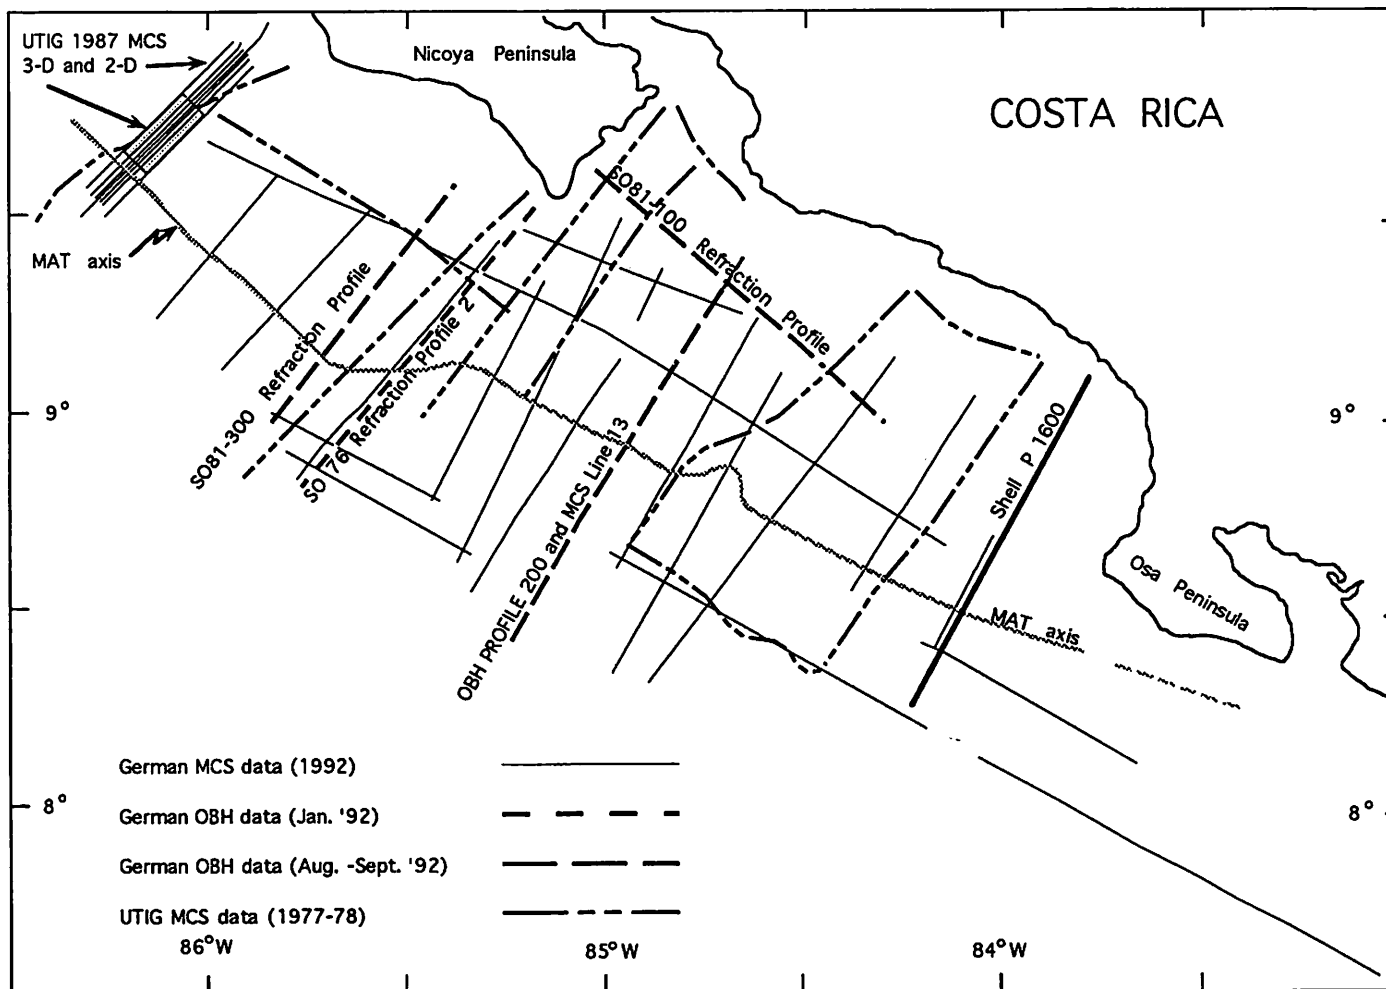 UTIG 1987 MCS
3-D and 2-D
Nicoya Peninsula
COSTA RICA
MAT axis
SO81-100 Refraction Profile
SO81-300 Refraction Profile
SO 76 Refraction Profile 2
OBH PROFILE 200 and MCS Line 13
Shell P 1600
9°
9°
Osa Peninsula
MAT axis
8°
8°
German MCS data (1992)
German OBH data (Jan. '92)
German OBH data (Aug. -Sept. '92)
UTIG MCS data (1977-78)
86°W
85°W
84°W